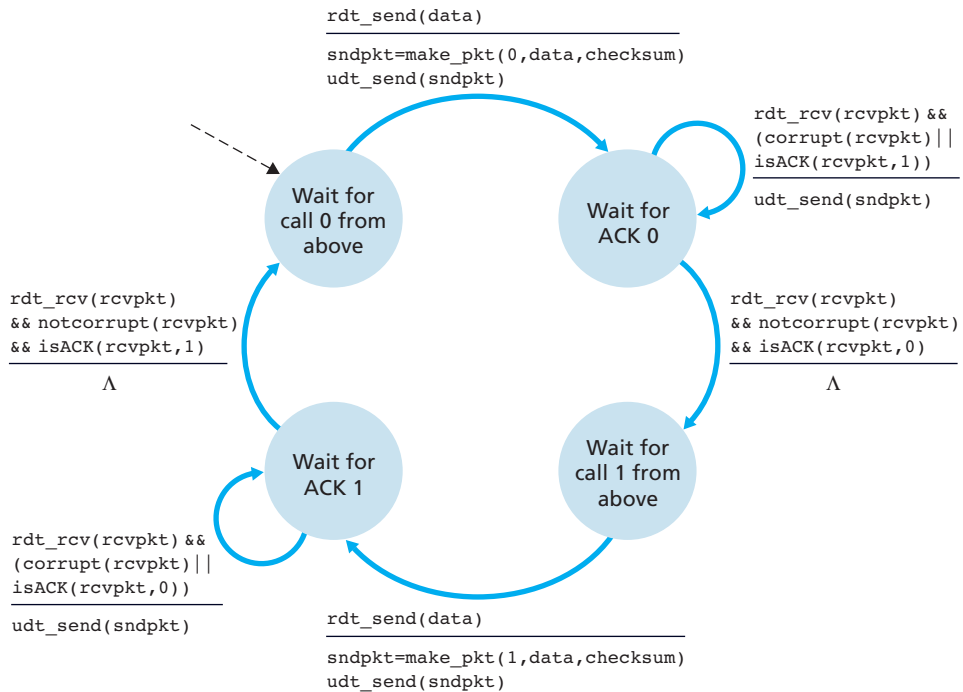 rdt_send(data)
sndpkt=make_pkt(0,data,checksum)
udt_send(sndpkt)
rdt_rcv(rcvpkt) &&
(corrupt(rcvpkt)||
isACK(rcvpkt,1))
udt_send(sndpkt)
Wait for
call 0 from
above
Wait for
ACK 0
rdt_rcv(rcvpkt)
&& notcorrupt(rcvpkt)
&& isACK(rcvpkt,1)
Λ
rdt_rcv(rcvpkt)
&& notcorrupt(rcvpkt)
&& isACK(rcvpkt,0)
Λ
Wait for
ACK 1
Wait for
call 1 from
above
rdt_rcv(rcvpkt) &&
(corrupt(rcvpkt)||
isACK(rcvpkt,0))
udt_send(sndpkt)
rdt_send(data)
sndpkt=make_pkt(1,data,checksum)
udt_send(sndpkt)